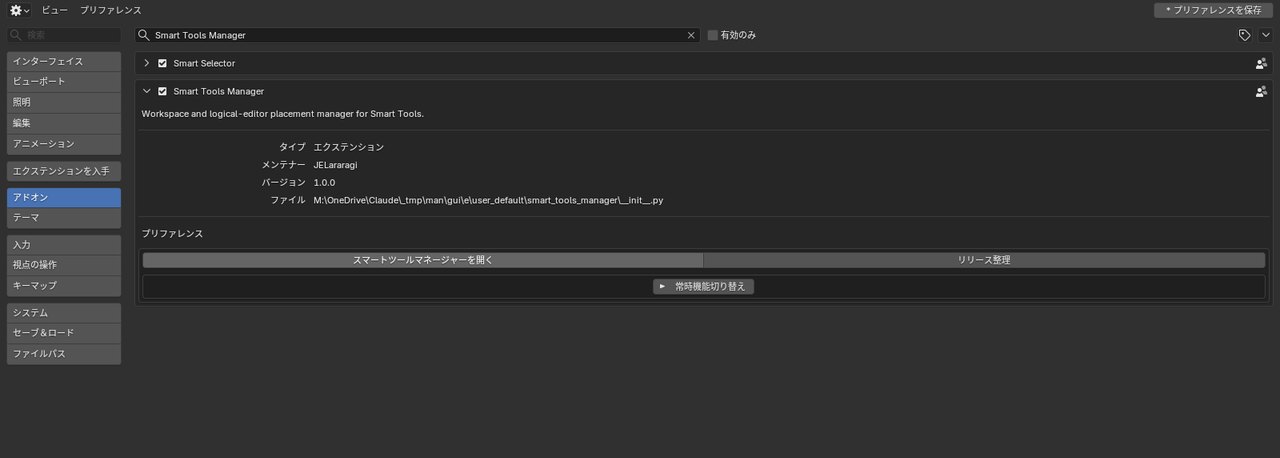 ビュー プリファレンス * プリファレンスを保存
検索 Smart Tools Manager 有効のみ
インターフェイス
ビューポート
照明
編集
アニメーション
エクステンションを入手
アドオン
テーマ
入力
視点の操作
キーマップ
システム
セーブ＆ロード
ファイルパス
Smart Selector
Smart Tools Manager
Workspace and logical-editor placement manager for Smart Tools.
タイプ エクステンション
メンテナー JELararagi
バージョン 1.0.0
ファイル M:\OneDrive\Claude\_tmp\man\gui\e\user_default\smart_tools_manager\__init__.py
プリファレンス
スマートツールマネージャーを開く リリース整理
常時機能切り替え